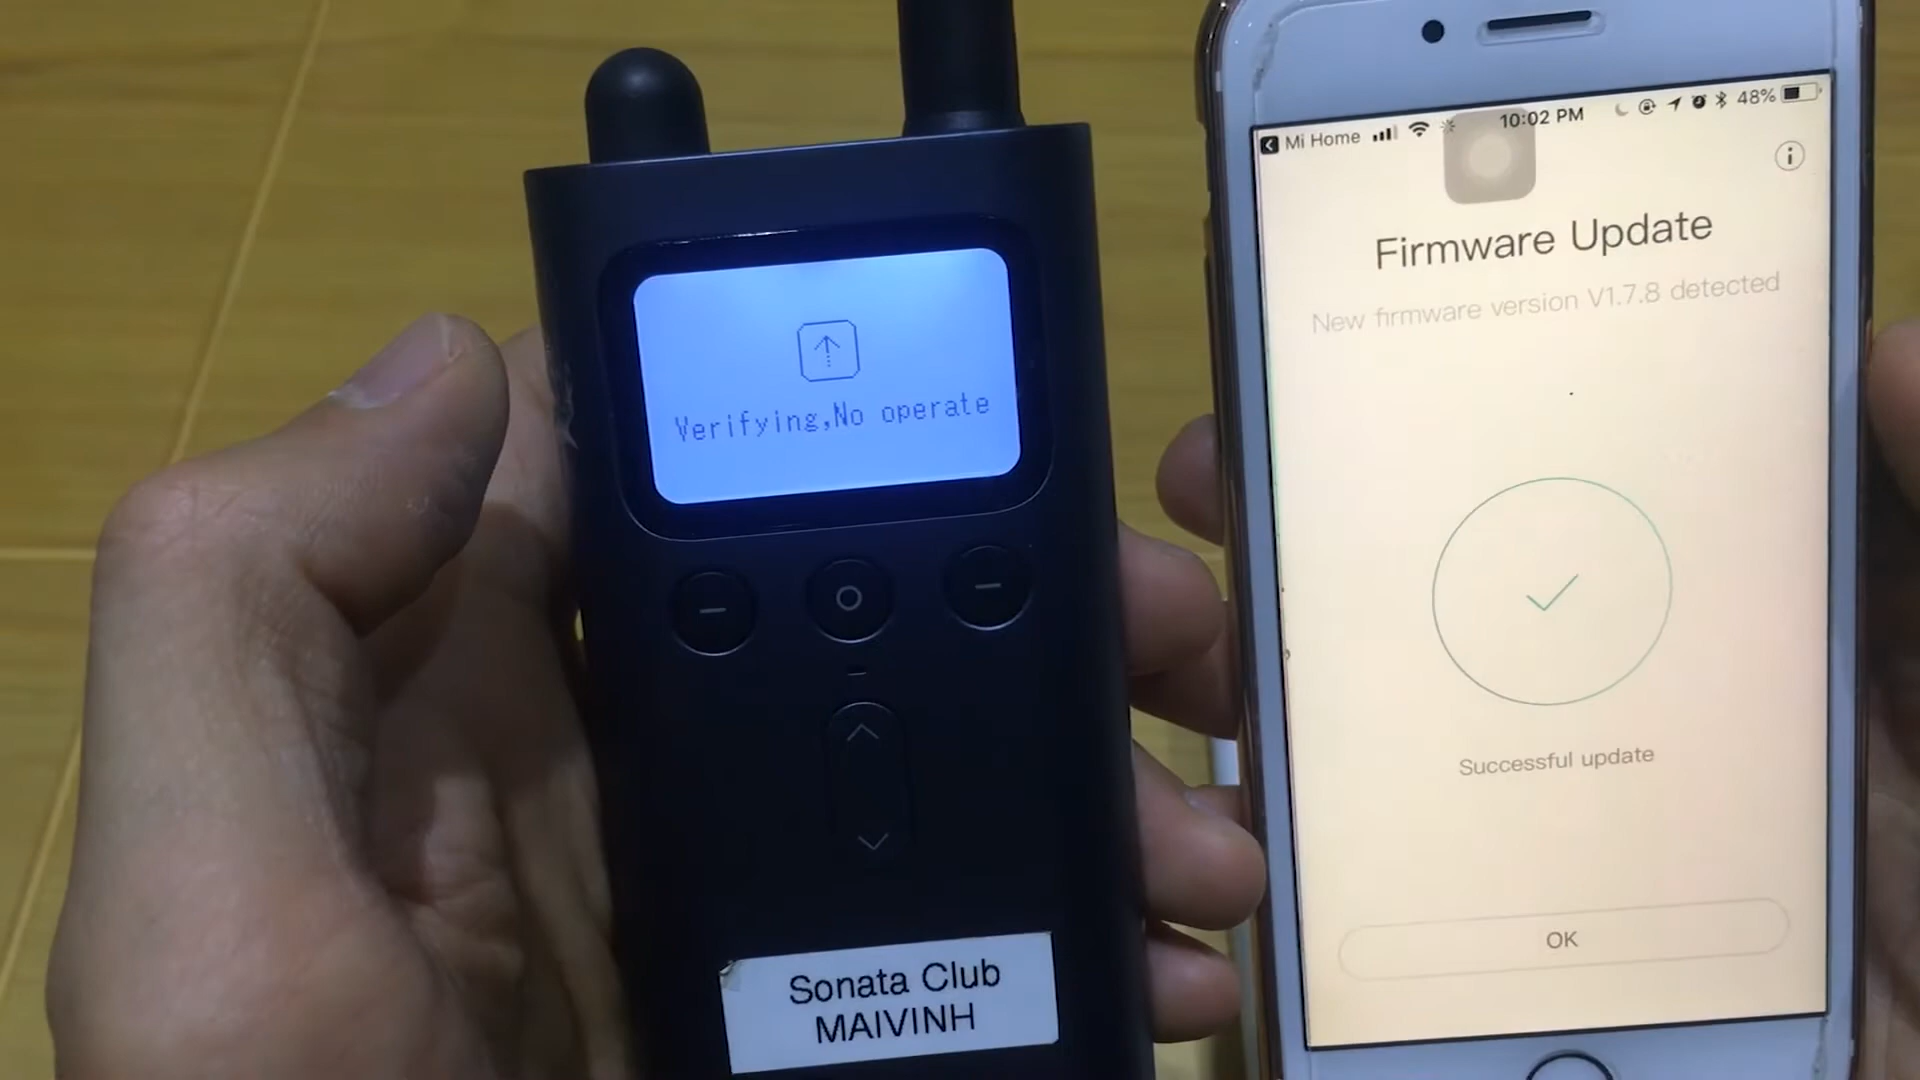 Verifying,No operate
Sonata Club
MAIVINH
Mi Home
10:02 PM
48%
Firmware Update
New firmware version V1.7.8 detected
Successful update
OK